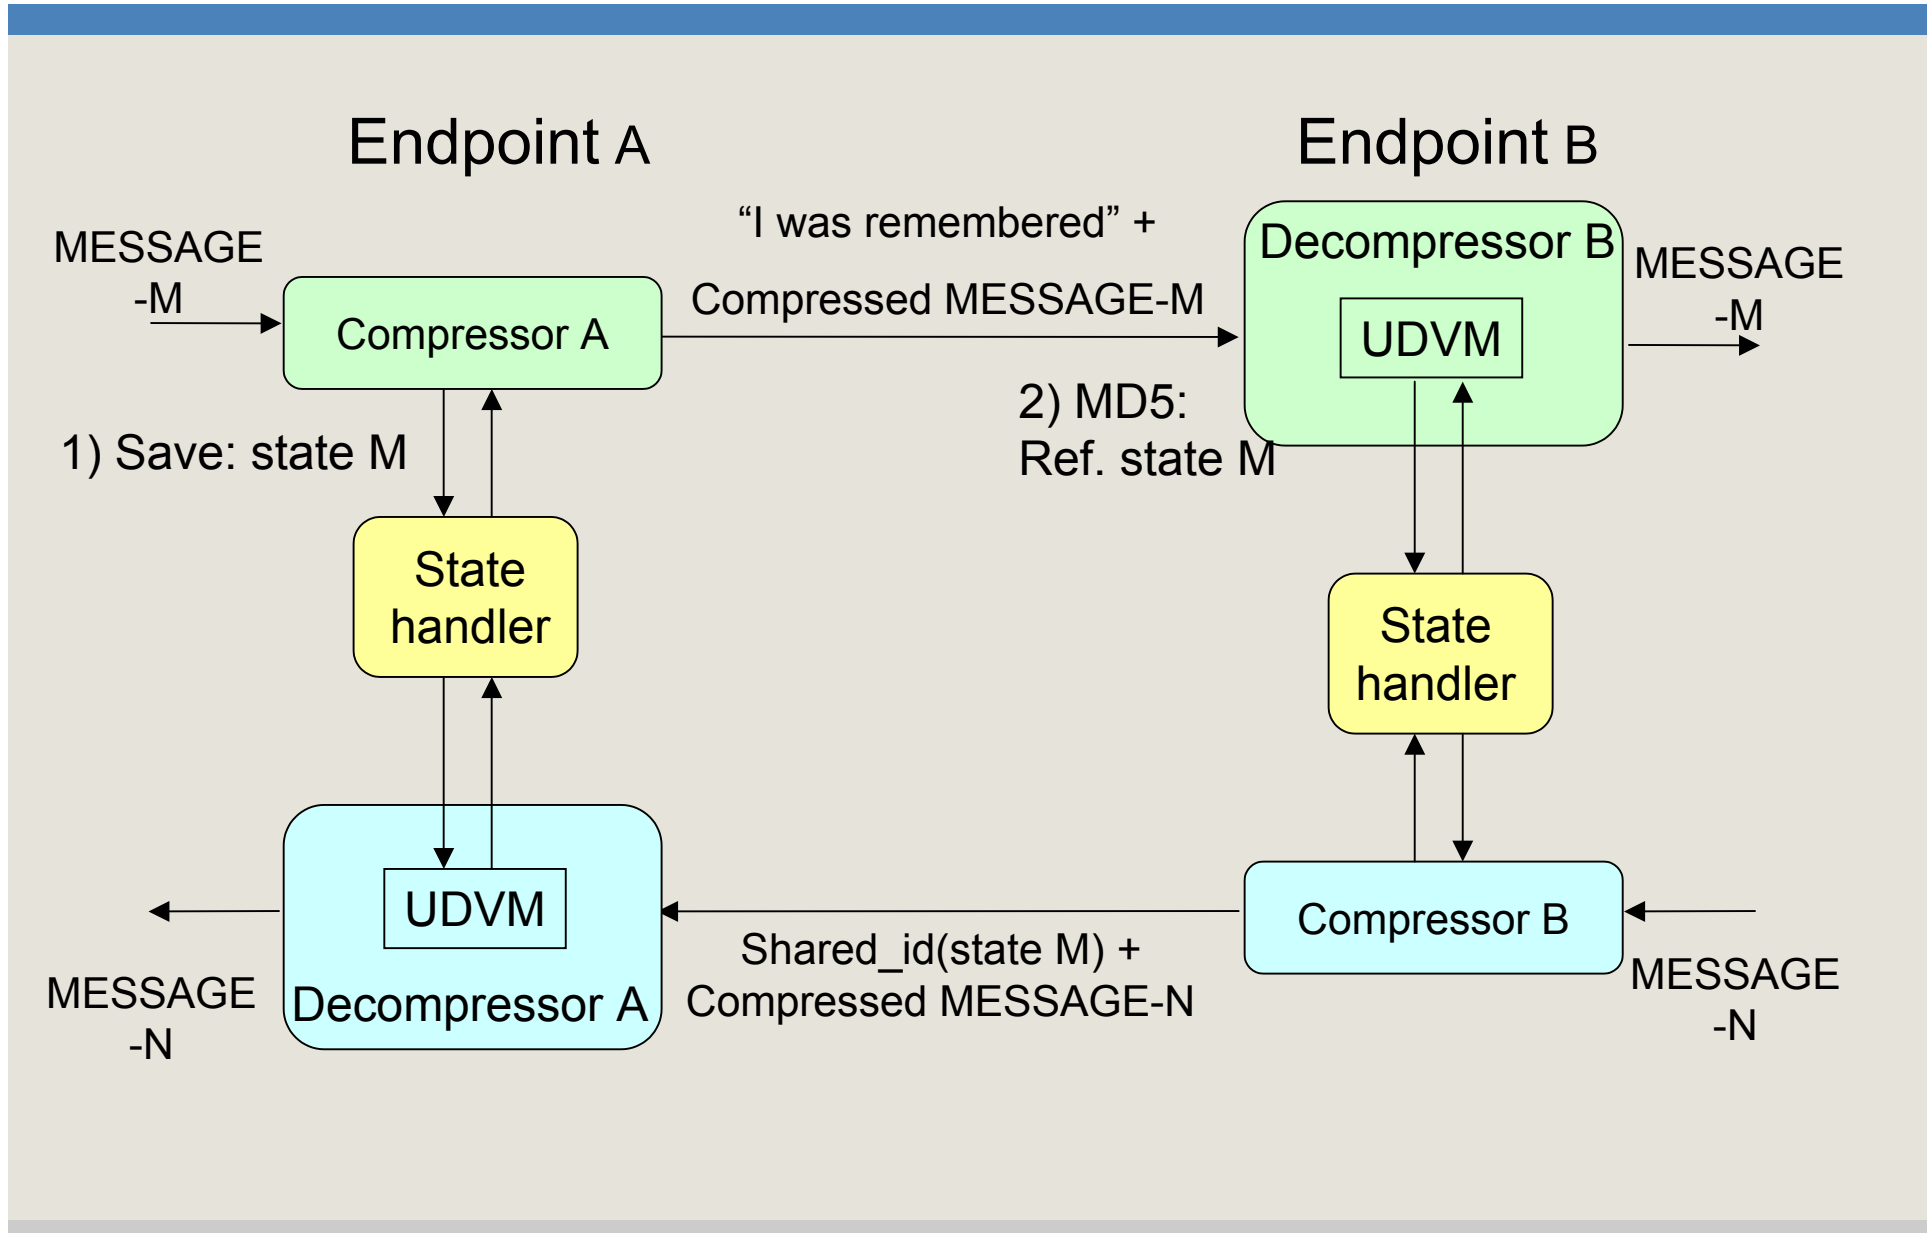 Endpoint A
Endpoint B
MESSAGE
-M
Compressor A
“I was remembered” +
Compressed MESSAGE-M
Decompressor B
UDVM
MESSAGE
-M
1) Save: state M
2) MD5:
Ref. state M
State
handler
State
handler
UDVM
Decompressor A
MESSAGE
-N
Shared_id(state M) +
Compressed MESSAGE-N
Compressor B
MESSAGE
-N